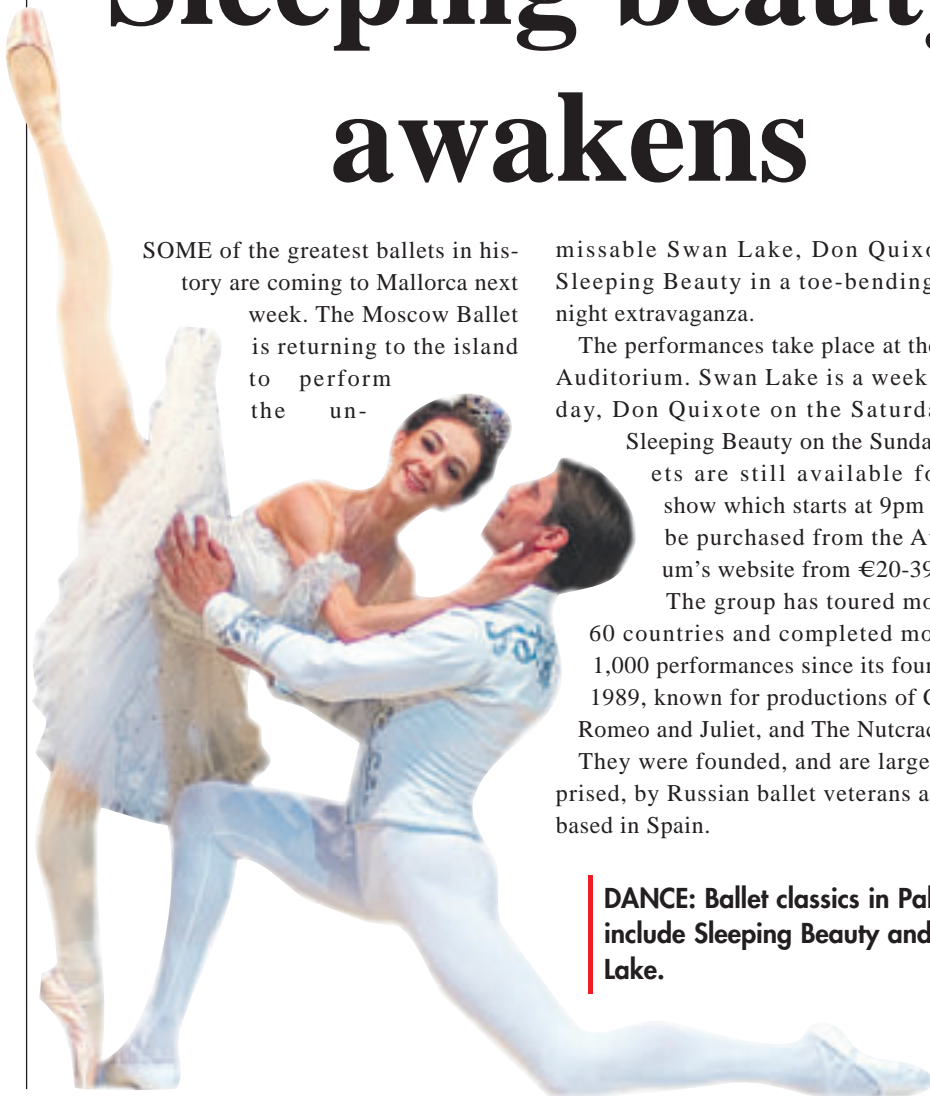 Sleeping beauty
awakens
SOME of the greatest ballets in his-
tory are coming to Mallorca next
week. The Moscow Ballet
is returning to the island
to perform
the un-
missable Swan Lake, Don Quixo
Sleeping Beauty in a toe-bending
night extravaganza.
The performances take place at the
Auditorium. Swan Lake is a week
day, Don Quixote on the Saturda
Sleeping Beauty on the Sunda
ets are still available fo
show which starts at 9pm
be purchased from the A
um's website from €20-39
The group has toured mo
60 countries and completed mo
1,000 performances since its four
1989, known for productions of C
Romeo and Juliet, and The Nutcrac
They were founded, and are large
prised, by Russian ballet veterans a
based in Spain.
DANCE: Ballet classics in Pal
include Sleeping Beauty and
Lake.